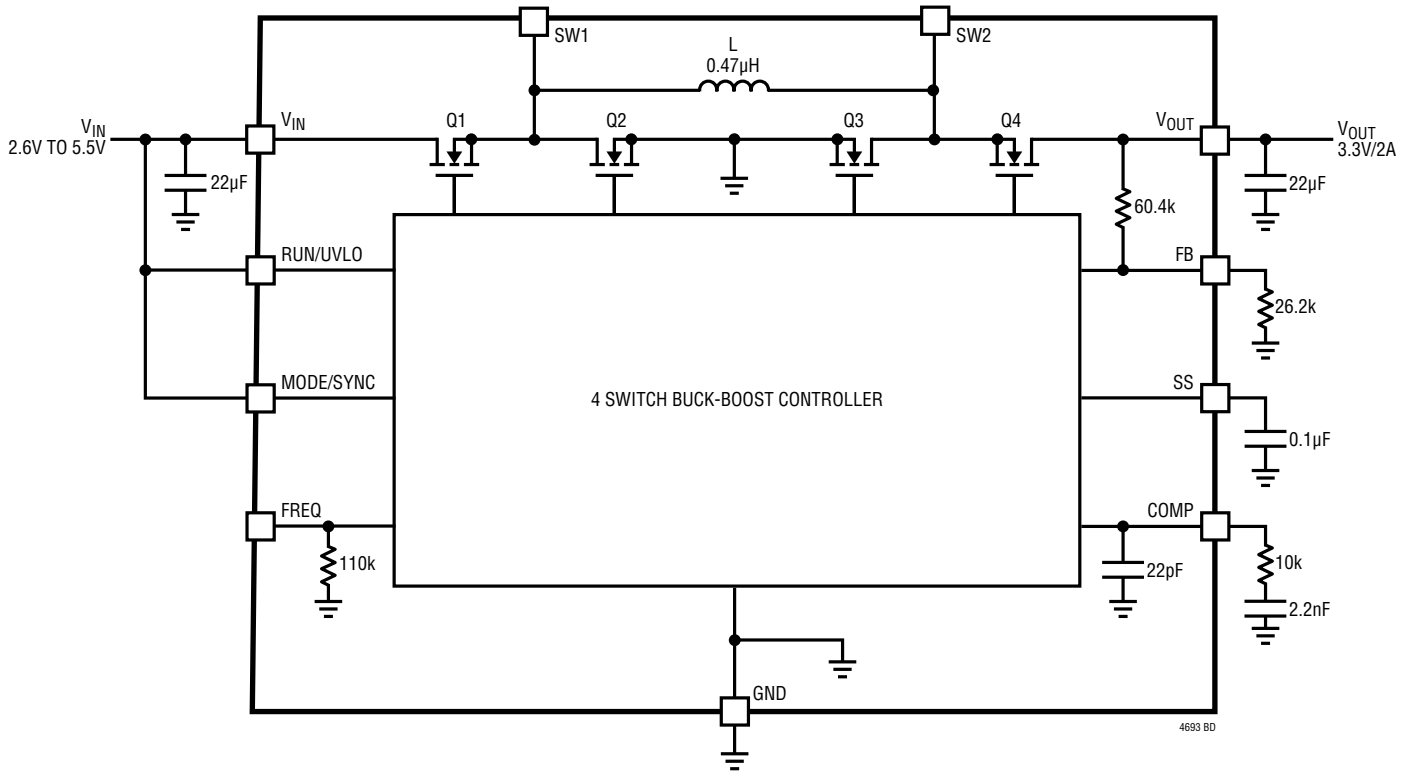 SW1
SW2
L
0.47µH
VIN
2.6V TO 5.5V
VIN
Q1
Q2
Q3
Q4
VOUT
VOUT
3.3V/2A
22µF
22µF
60.4k
RUN/UVLO
FB
26.2k
MODE/SYNC
4 SWITCH BUCK-BOOST CONTROLLER
SS
0.1µF
FREQ
110k
COMP
22pF
10k
2.2nF
GND
4693 BD